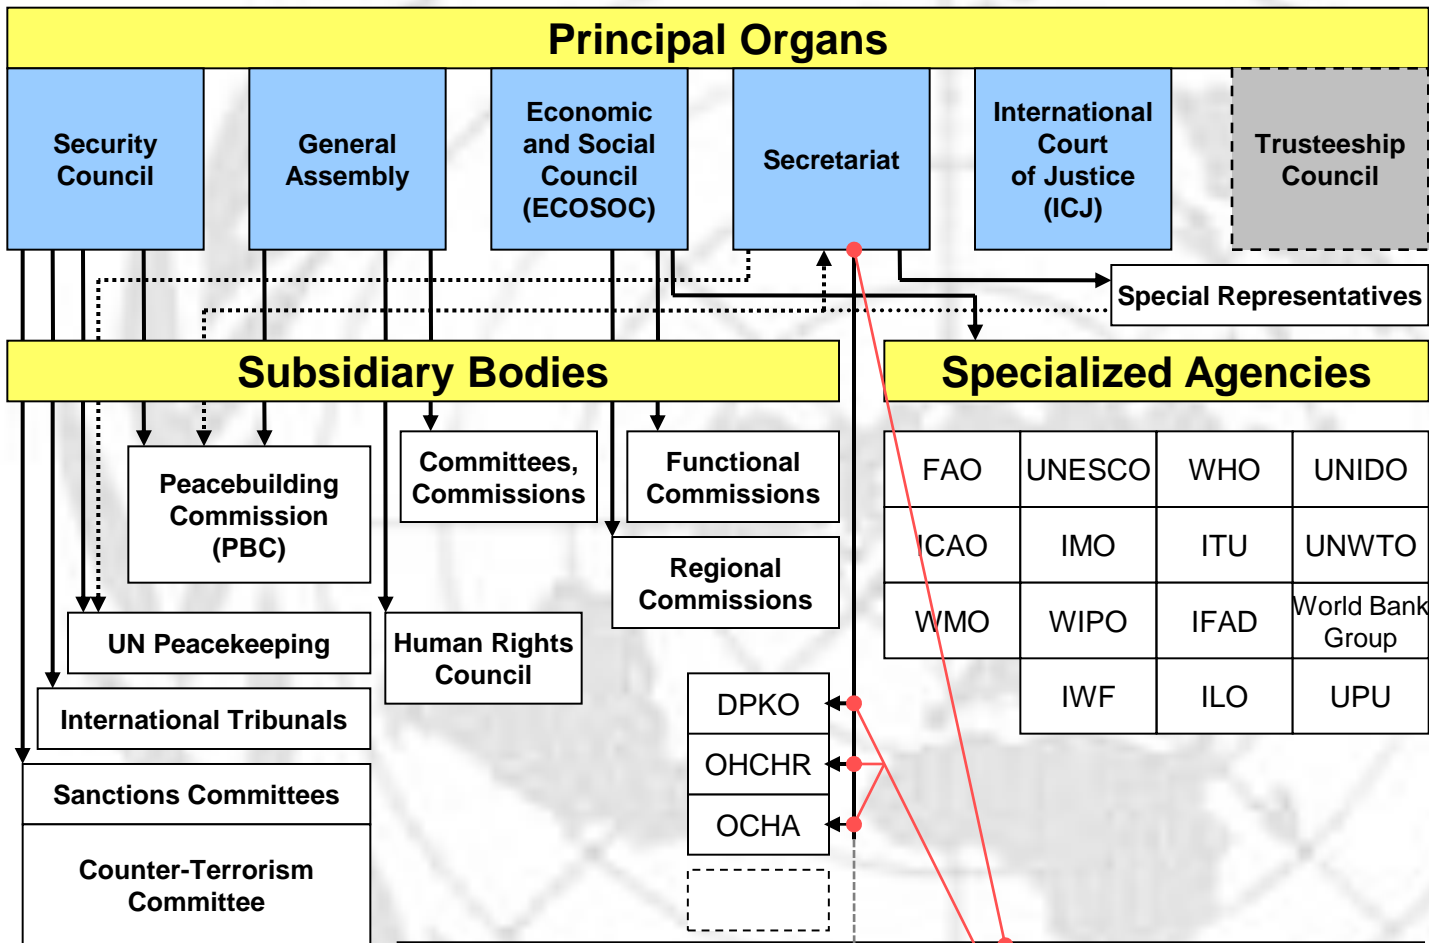 Principal Organs
Security
Council
General
Assembly
Economic
and Social
Council
(ECOSOC)
Secretariat
International
Court
of Justice
(ICJ)
Trusteeship
Council
Special Representatives
Subsidiary Bodies
Specialized Agencies
Peacebuilding
Commission
(PBC)
Committees,
Commissions
Functional
Commissions
Regional
Commissions
UN Peacekeeping
Human Rights
Council
International Tribunals
Sanctions Committees
Counter-Terrorism
Committee
DPKO
OHCHR
OCHA
FAO UNESCO WHO UNIDO
ICAO IMO ITU UNWTO
WMO WIPO IFAD World Bank
Group
IWF ILO UPU